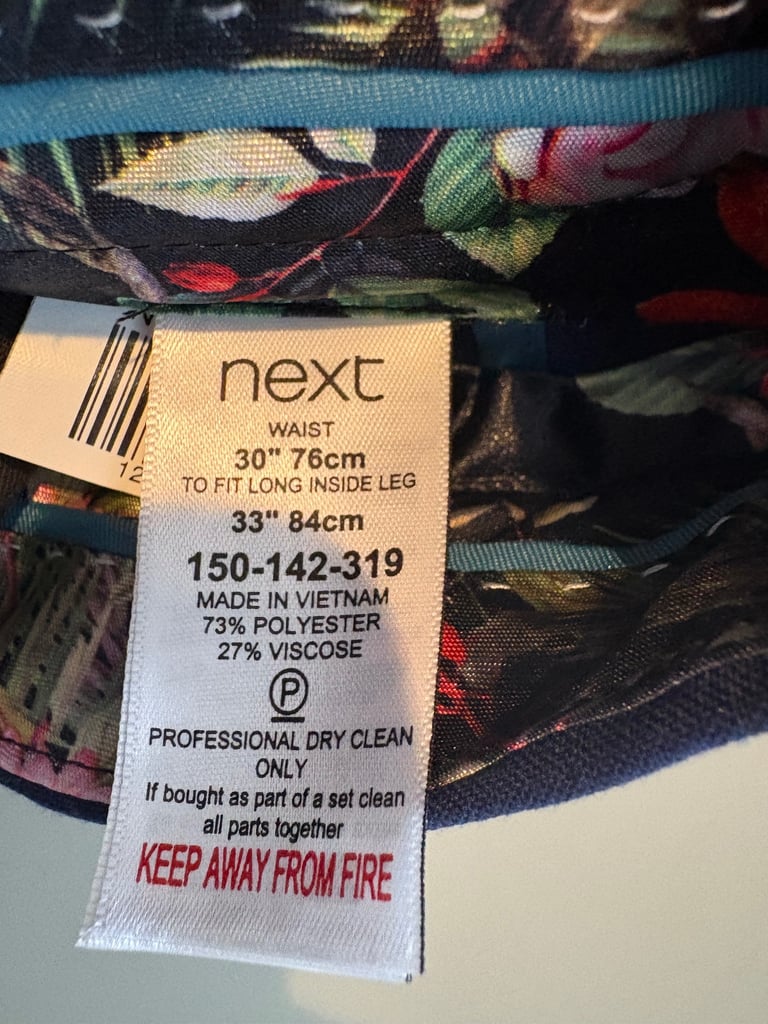 next
WAIST
30" 76cm
TO FIT LONG INSIDE LEG
33" 84cm
150-142-319
MADE IN VIETNAM
73% POLYESTER
27% VISCOSE
P
PROFESSIONAL DRY CLEAN
ONLY
If bought as part of a set clean
all parts together
KEEP AWAY FROM FIRE
12